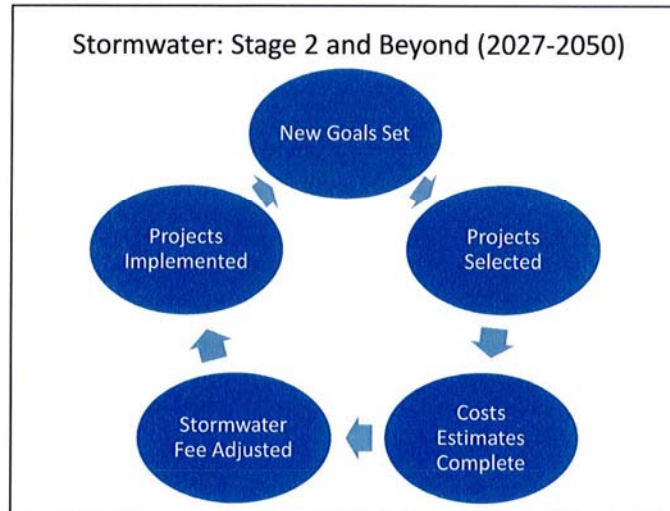 Stormwater: Stage 2 and Beyond (2027-2050)
New Goals Set
Projects
Selected
Costs
Estimates
Complete
Stormwater
Fee Adjusted
Projects
Implemented